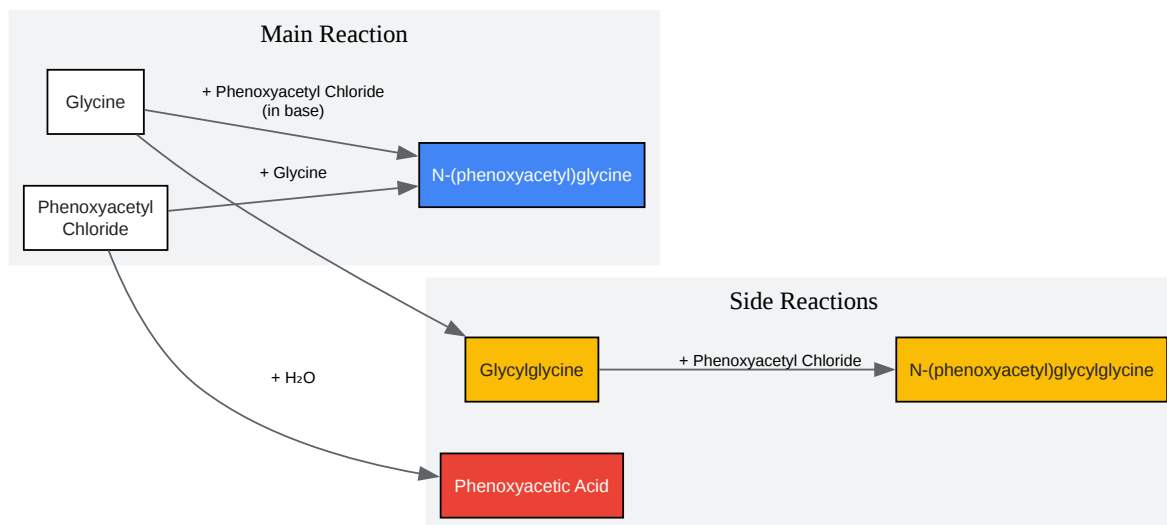 Main Reaction
Glycine
+ Phenoxyacetyl Chloride
(in base)
N-(phenoxyacetyl)glycine
+ Glycine
Phenoxyacetyl
Chloride
Side Reactions
Glycylglycine
+ Phenoxyacetyl Chloride
N-(phenoxyacetyl)glycylglycine
+ H₂O
Phenoxyacetic Acid